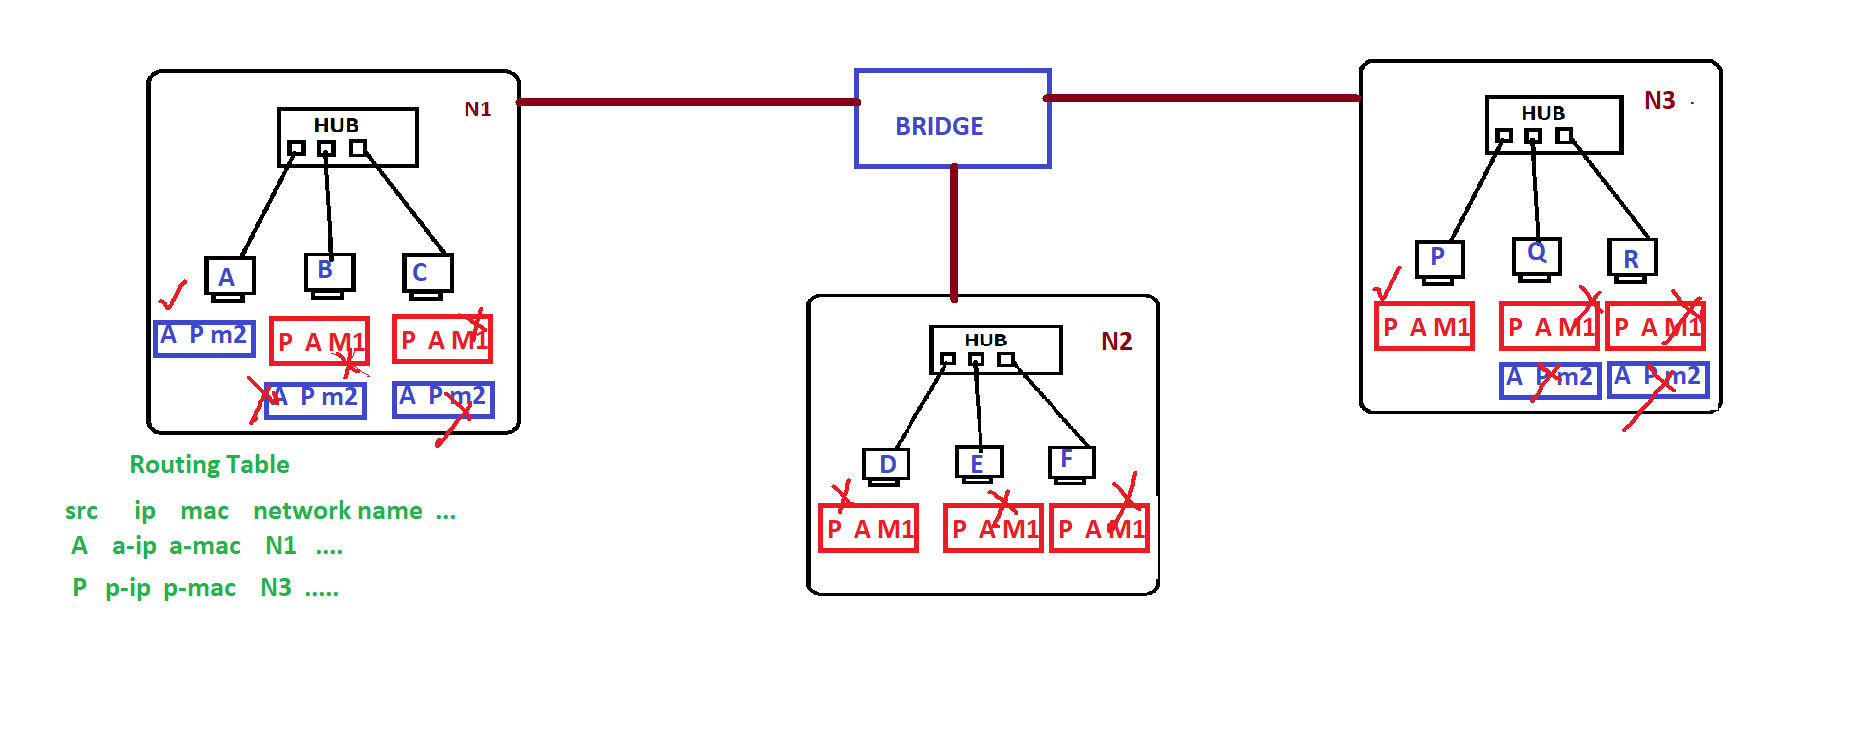 N1
HUB
A
B
C
A P m2
P A M1
P A M1
A P m2
A P m2
BRIDGE
N3
HUB
P
Q
R
P A M1
P A M1
P A M1
A P m2
A P m2
N2
HUB
D
E
F
P A M1
P A M1
P A M1
Routing Table
src ip mac network name ...
A a-ip a-mac N1 ....
P p-ip p-mac N3 .....